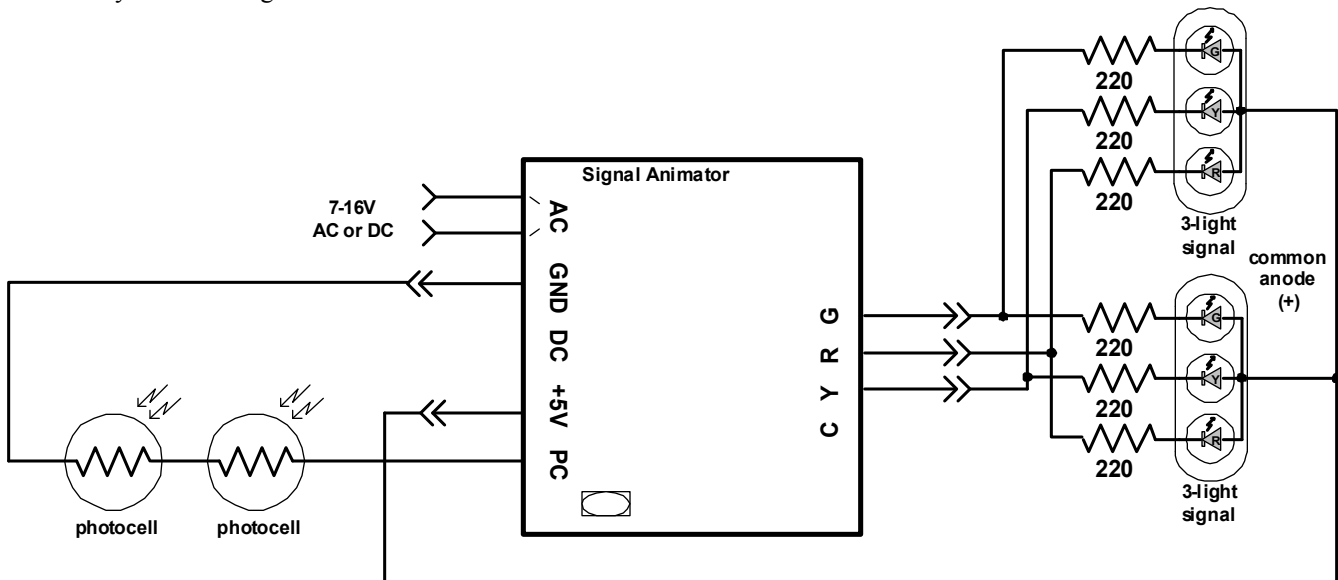 220
G
220
Y
220
R
3-light
signal
common
anode
(+)
Signal Animator
7-16V
AC or DC
AC
GND
DC
+5V
PC
G
R
Y
C
220
G
220
Y
220
R
3-light
signal
photocell
photocell